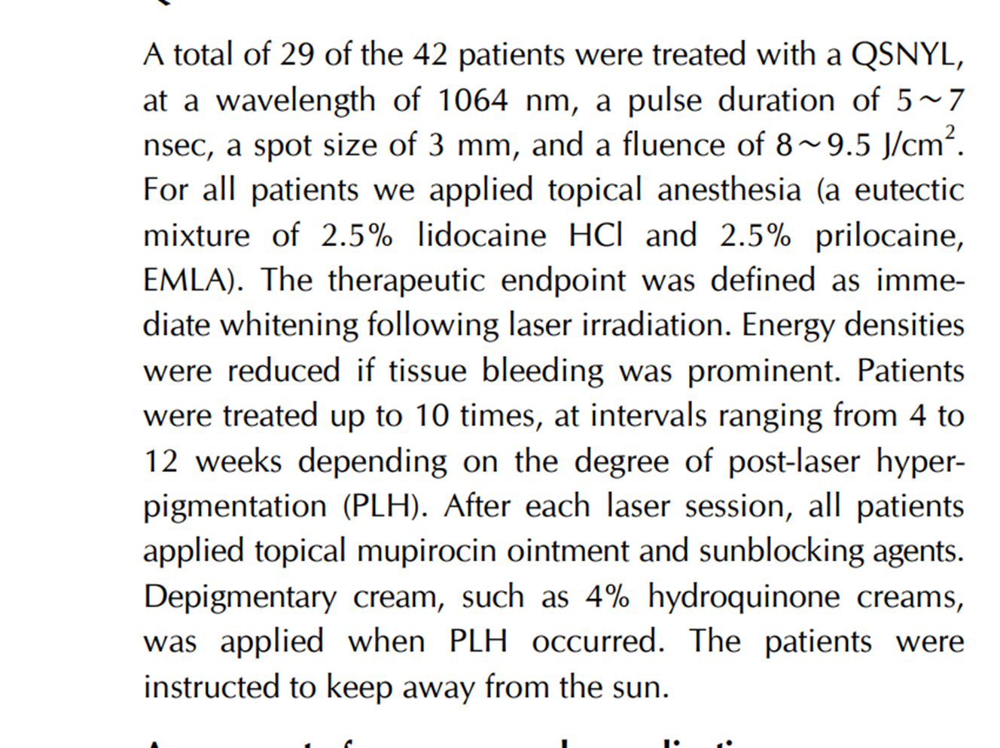 A total of 29 of the 42 patients were treated with a QSNYL,
at a wavelength of 1064 nm, a pulse duration of 5∼7
nsec, a spot size of 3 mm, and a fluence of 8∼9.5 J/cm².
For all patients we applied topical anesthesia (a eutectic
mixture of 2.5% lidocaine HCl and 2.5% prilocaine,
EMLA). The therapeutic endpoint was defined as imme-
diate whitening following laser irradiation. Energy densities
were reduced if tissue bleeding was prominent. Patients
were treated up to 10 times, at intervals ranging from 4 to
12 weeks depending on the degree of post-laser hyper-
pigmentation (PLH). After each laser session, all patients
applied topical mupirocin ointment and sunblocking agents.
Depigmentary cream, such as 4% hydroquinone creams,
was applied when PLH occurred. The patients were
instructed to keep away from the sun.